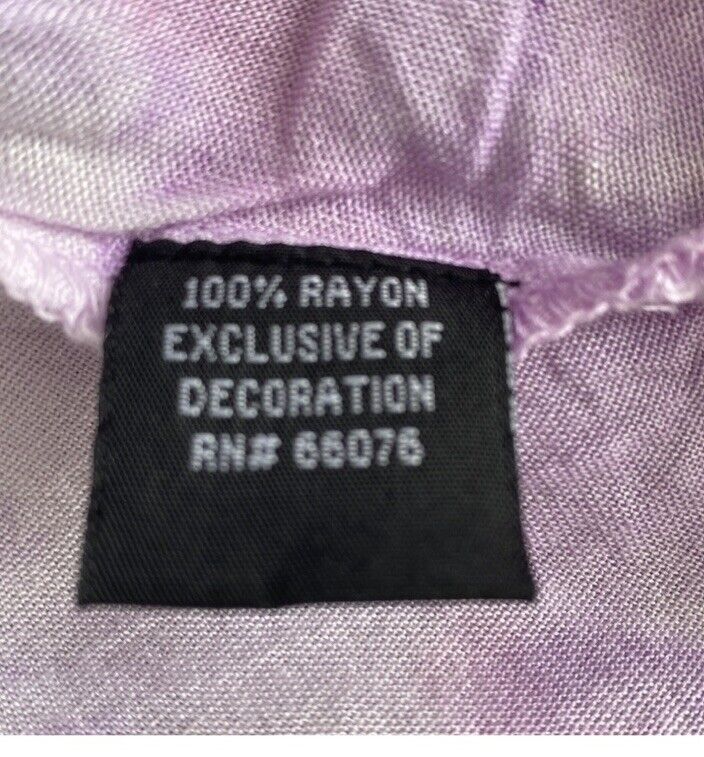 100% RAYON
EXCLUSIVE OF
DECORATION
RN# 66076